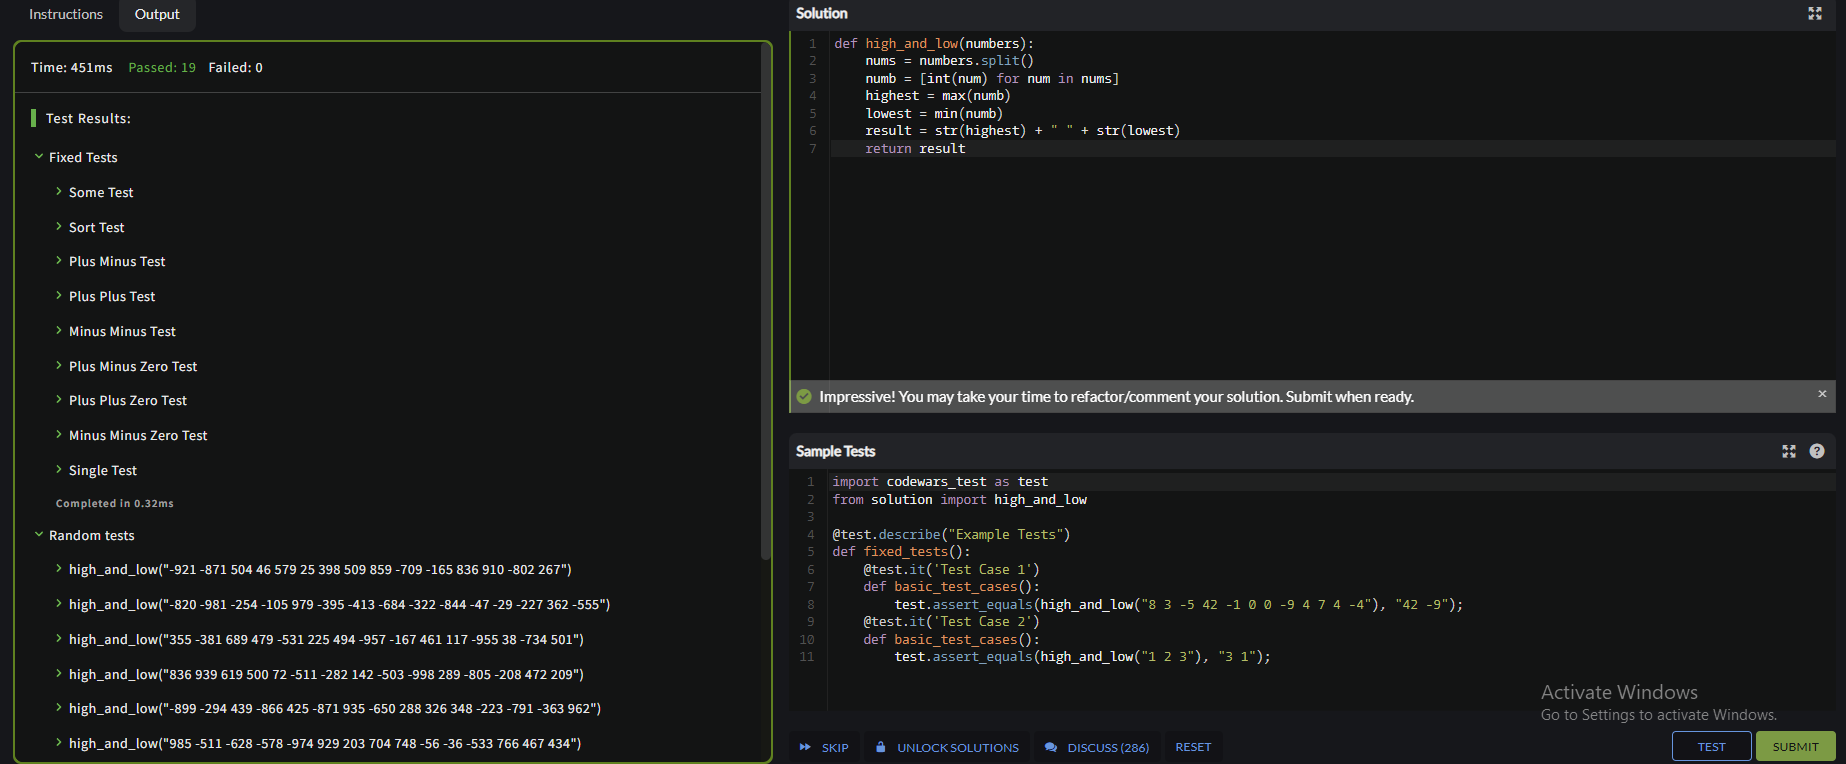 Instructions
Output
Time: 451ms Passed: 19 Failed: 0
Test Results:
Fixed Tests
Some Test
Sort Test
Plus Minus Test
Plus Plus Test
Minus Minus Test
Plus Minus Zero Test
Plus Plus Zero Test
Minus Minus Zero Test
Single Test
Completed in 0.32ms
Random tests
high_and_low("-921 -871 504 46 579 25 398 509 859 -709 -165 836 910 -802 267")
high_and_low("-820 -981 -254 -105 979 -395 -413 -684 -322 -844 -47 -29 -227 362 -555")
high_and_low("355 -381 689 479 -531 225 494 -957 -167 461 117 -955 38 -734 501")
high_and_low("836 939 619 500 72 -511 -282 142 -503 -998 289 -805 -208 472 209")
high_and_low("-899 -294 439 -866 425 -871 935 -650 288 326 348 -223 -791 -363 962")
high_and_low("985 -511 -628 -578 -974 929 203 704 748 -56 -36 -533 766 467 434")
Solution
1 def high_and_low(numbers):
2     nums = numbers.split()
3     numb = [int(num) for num in nums]
4     highest = max(numb)
5     lowest = min(numb)
6     result = str(highest) + " " + str(lowest)
7     return result
Impressive! You may take your time to refactor/comment your solution. Submit when ready.
×
Sample Tests
?
1 import codewars_test as test
2 from solution import high_and_low
3
4 @test.describe("Example Tests")
5 def fixed_tests():
6     @test.it('Test Case 1')
7     def basic_test_cases():
8         test.assert_equals(high_and_low("8 3 -5 42 -1 0 0 -9 4 7 4 -4"), "42 -9");
9     @test.it('Test Case 2')
10     def basic_test_cases():
11         test.assert_equals(high_and_low("1 2 3"), "3 1");
Activate Windows
Go to Settings to activate Windows.
SKIP
UNLOCK SOLUTIONS
DISCUSS (286)
RESET
TEST
SUBMIT